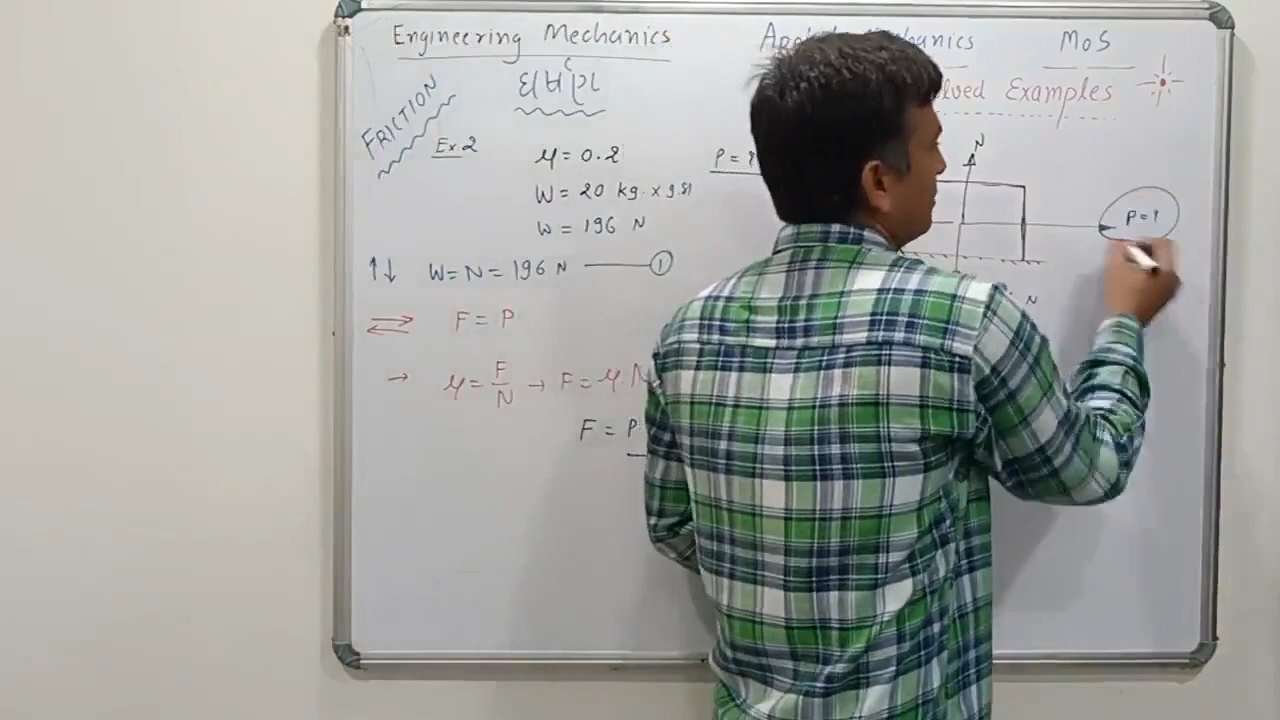 Engineering Mechanics
Mechanics
MOS
FRICTION
ઘર્ષણ
Solved Examples
Ex.2
μ = 0.2
P = ?
N
W = 20 kg. x 9.81
W = 196 N
P = ?
W = N = 196 N ①
N
F = P
μ = F/N → F = μ. N
F = P